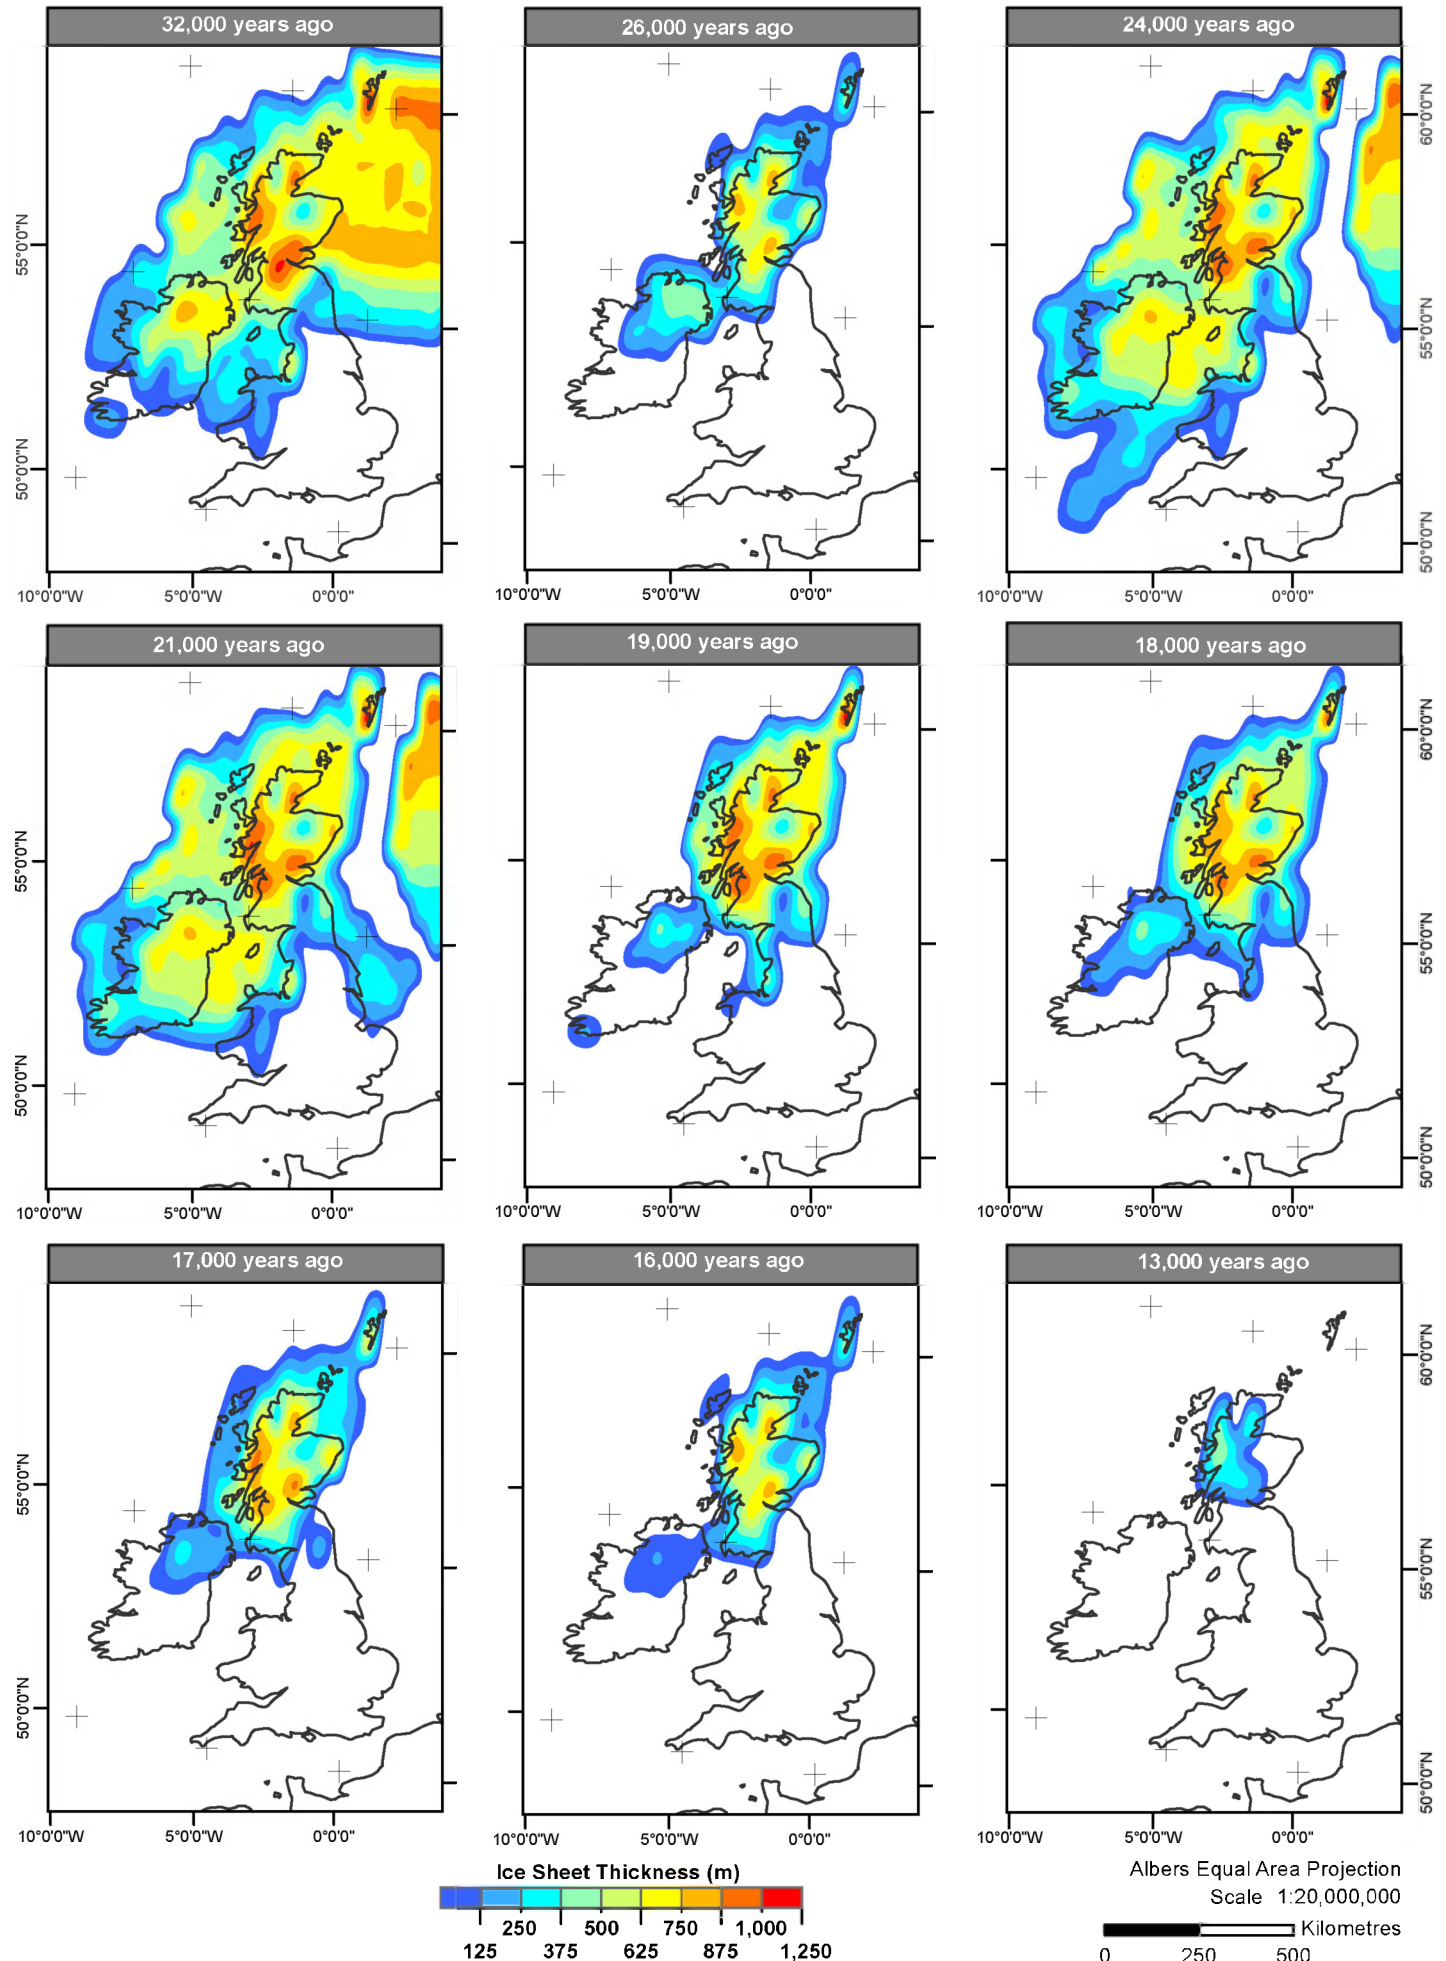 32,000 years ago
26,000 years ago
24,000 years ago
55°0'0"N
50°0'0"N
60°0'0"N
55°0'0"N
50°0'0"N
10°0'0"W 5°0'0"W 0°0'0"
10°0'0"W 5°0'0"W 0°0'0"
10°0'0"W 5°0'0"W 0°0'0"
21,000 years ago
19,000 years ago
18,000 years ago
55°0'0"N
50°0'0"N
60°0'0"N
55°0'0"N
50°0'0"N
10°0'0"W 5°0'0"W 0°0'0"
10°0'0"W 5°0'0"W 0°0'0"
10°0'0"W 5°0'0"W 0°0'0"
17,000 years ago
16,000 years ago
13,000 years ago
55°0'0"N
50°0'0"N
60°0'0"N
55°0'0"N
50°0'0"N
10°0'0"W 5°0'0"W 0°0'0"
10°0'0"W 5°0'0"W 0°0'0"
10°0'0"W 5°0'0"W 0°0'0"
Ice Sheet Thickness (m)
250 500 750 1,000
125 375 625 875 1,250
Albers Equal Area Projection
Scale 1:20,000,000
Kilometres
0 250 500